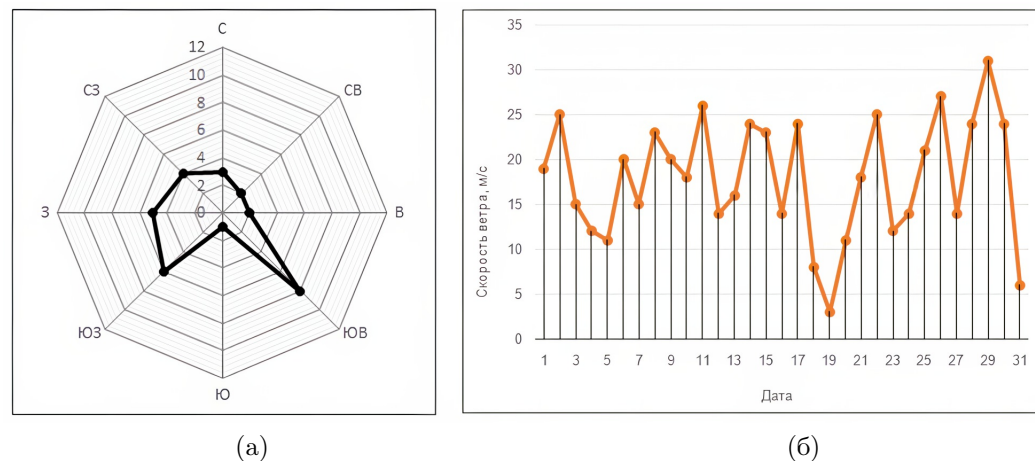 С
СВ
В
ЮВ
Ю
ЮЗ
З
СЗ
12
10
8
6
4
2
0
(а)
35
30
25
20
15
10
5
0
Скорость ветра, м/с
1 3 5 7 9 11 13 15 17 19 21 23 25 27 29 31
Дата
(б)